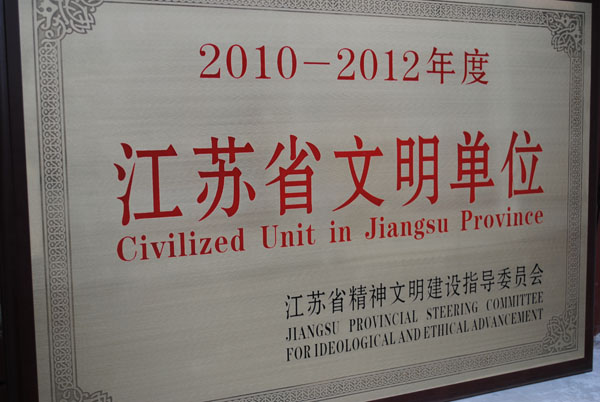 2010-2012年度
江苏省文明单位
Civilized Unit in Jiangsu Province
江苏省精神文明建设指导委员会
JIANGSU PROVINCIAL STEERING COMMITTEE
FOR IDEOLOGICAL AND ETHICAL ADVANCEMENT